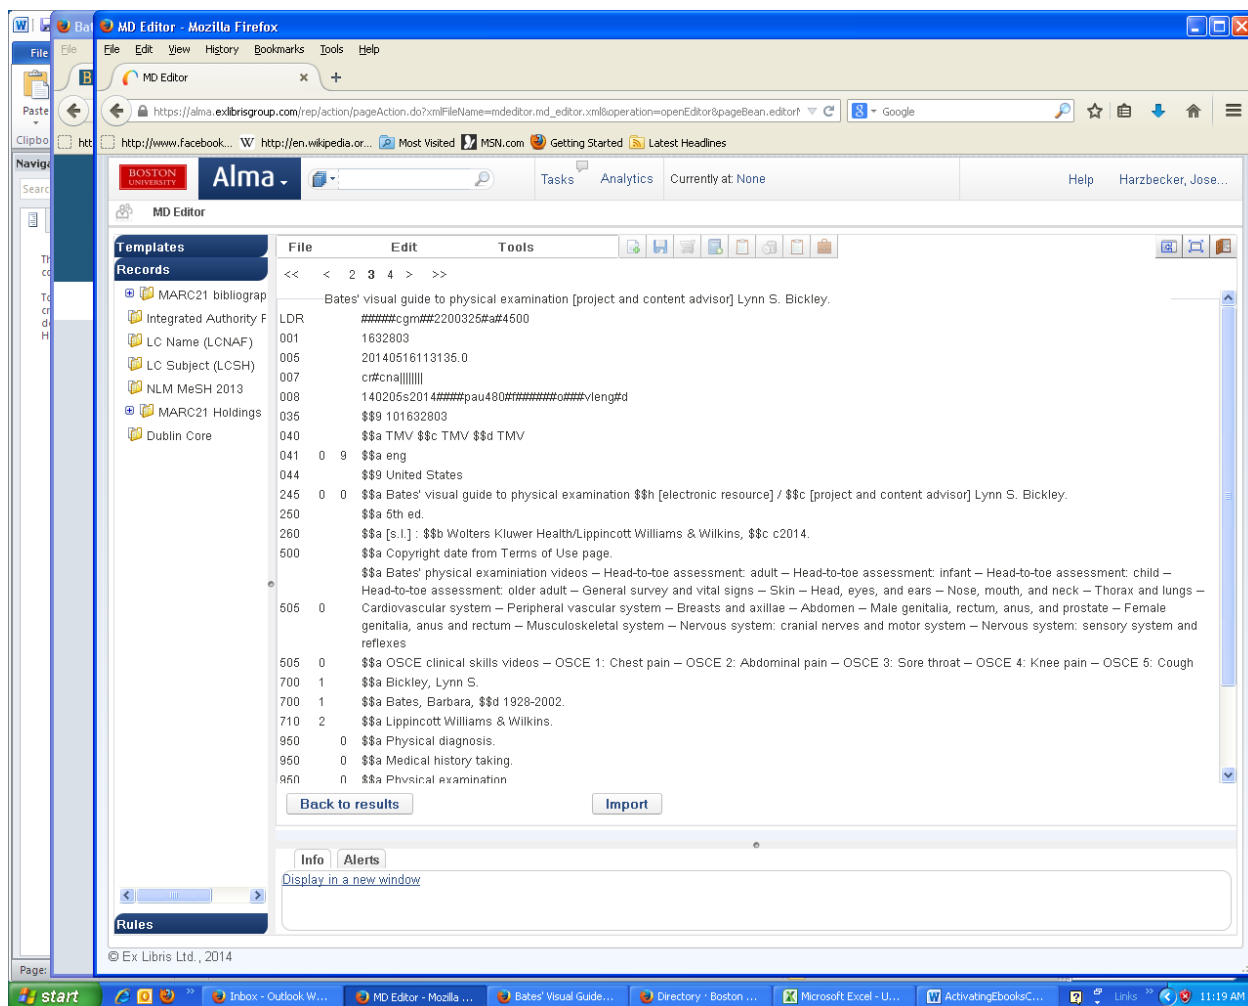 MD Editor - Mozilla Firefox
File Edit View History Bookmarks Tools Help
MD Editor
https://alma.exlibrisgroup.com/rep/action/pageAction.do?xmlFileName=mdeditor.md_editor.xml&operation=openEditor&pageBean.editor
Google
http://www.facebook... http://en.wikipedia.or... Most Visited MSN.com Getting Started Latest Headlines
BOSTON
UNIVERSITY
Alma
Tasks Analytics Currently at: None Help Harzbecker, Jose...
MD Editor
Templates
File Edit Tools
Records
<< < 2 3 4 > >>
MARC21 bibliograp
Integrated Authority F
LC Name (LCNAF)
LC Subject (LCSH)
NLM MeSH 2013
MARC21 Holdings
Dublin Core
Bates' visual guide to physical examination [project and content advisor] Lynn S. Bickley.
LDR #####cgm##2200325#a#4500
001 1632803
005 20140516113135.0
007 cr#cna||||||||
008 140205s2014####pau480#f######o###vleng#d
035 $$9 101632803
040 $$a TMV $$c TMV $$d TMV
041 0 9 $$a eng
044 $$9 United States
245 0 0 $$a Bates' visual guide to physical examination $$h [electronic resource] / $$c [project and content advisor] Lynn S. Bickley.
250 $$a 5th ed.
260 $$a [s.l.] : $$b Wolters Kluwer Health/Lippincott Williams & Wilkins, $$c c2014.
500 $$a Copyright date from Terms of Use page.
$$a Bates' physical examiniation videos – Head-to-toe assessment: adult – Head-to-toe assessment: infant – Head-to-toe assessment: child –
Head-to-toe assessment: older adult – General survey and vital signs – Skin – Head, eyes, and ears – Nose, mouth, and neck – Thorax and lungs –
505 0 Cardiovascular system – Peripheral vascular system – Breasts and axillae – Abdomen – Male genitalia, rectum, anus, and prostate – Female
genitalia, anus and rectum – Musculoskeletal system – Nervous system: cranial nerves and motor system – Nervous system: sensory system and
reflexes
505 0 $$a OSCE clinical skills videos – OSCE 1: Chest pain – OSCE 2: Abdominal pain – OSCE 3: Sore throat – OSCE 4: Knee pain – OSCE 5: Cough
700 1 $$a Bickley, Lynn S.
700 1 $$a Bates, Barbara, $$d 1928-2002.
710 2 $$a Lippincott Williams & Wilkins.
950 0 $$a Physical diagnosis.
950 0 $$a Medical history taking.
950 0 $$a Physical examination
Back to results Import
Info Alerts
Display in a new window
Rules
© Ex Libris Ltd., 2014
Page:
start Inbox - Outlook W... MD Editor - Mozilla ... Bates' Visual Guide... Directory · Boston ... Microsoft Excel - U... ActivatingEbooksC... Links 11:19 AM
File
Paste
Clipbo
Naviga
Searc